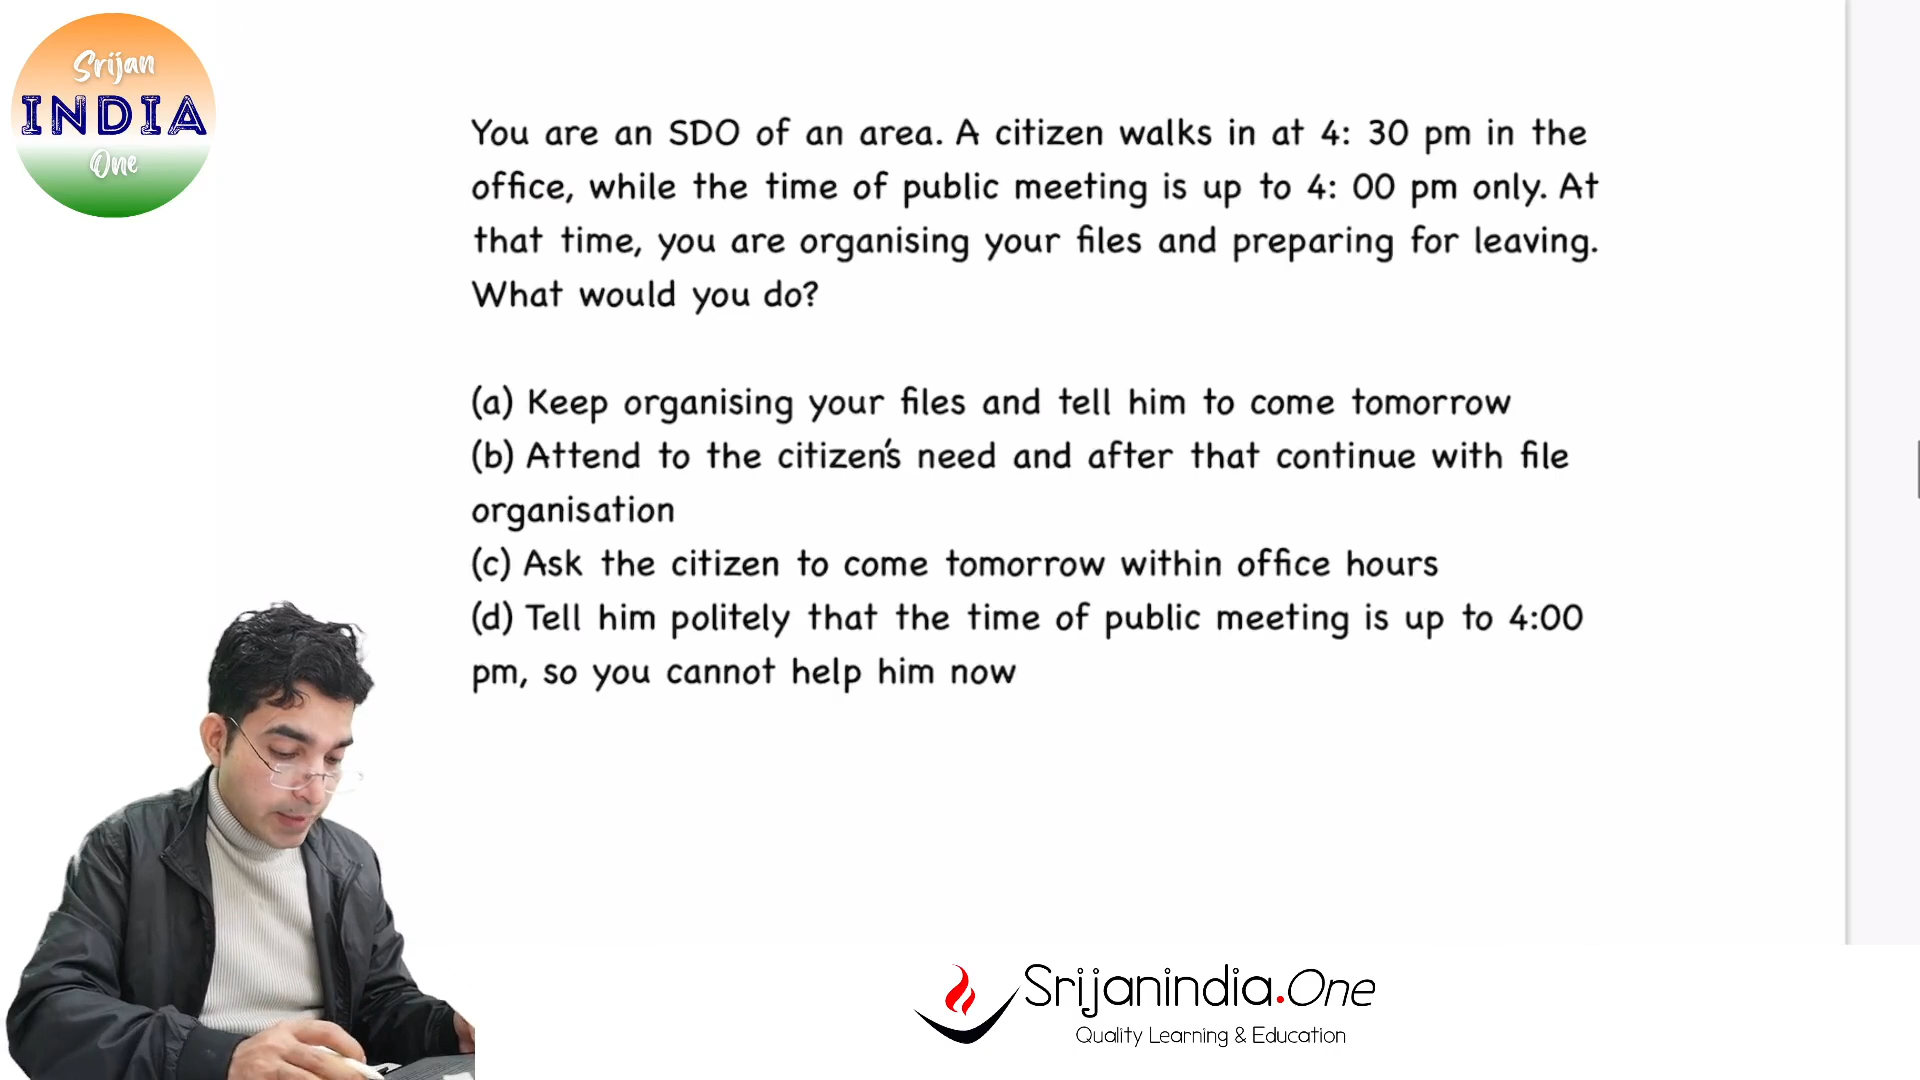 Srijan
INDIA
One
You are an SDO of an area. A citizen walks in at 4: 30 pm in the
office, while the time of public meeting is up to 4: 00 pm only. At
that time, you are organising your files and preparing for leaving.
What would you do?
(a) Keep organising your files and tell him to come tomorrow
(b) Attend to the citizen's need and after that continue with file
organisation
(c) Ask the citizen to come tomorrow within office hours
(d) Tell him politely that the time of public meeting is up to 4:00
pm, so you cannot help him now
Srijanindia.One
Quality Learning & Education